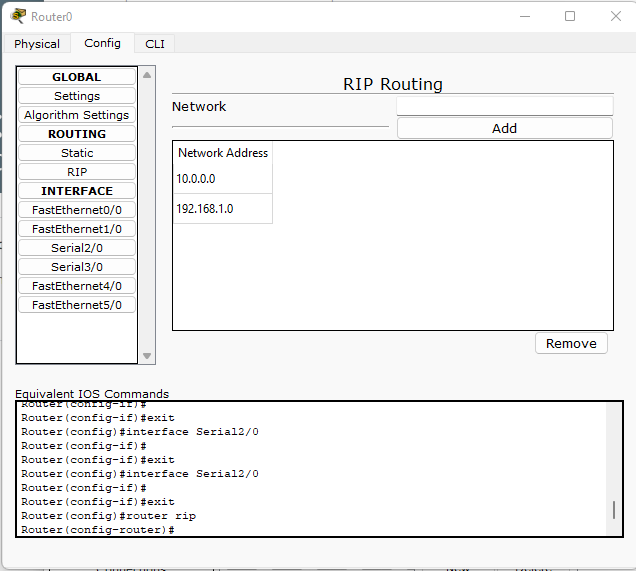 Router0
Physical
Config
CLI
GLOBAL
Settings
Algorithm Settings
ROUTING
Static
RIP
INTERFACE
FastEthernet0/0
FastEthernet1/0
Serial2/0
Serial3/0
FastEthernet4/0
FastEthernet5/0
RIP Routing
Network
Add
Network Address
10.0.0.0
192.168.1.0
Remove
Equivalent IOS Commands
Router(config-if)#
Router(config-if)#exit
Router(config)#interface Serial2/0
Router(config-if)#
Router(config-if)#exit
Router(config)#interface Serial2/0
Router(config-if)#
Router(config-if)#exit
Router(config)#router rip
Router(config-router)#